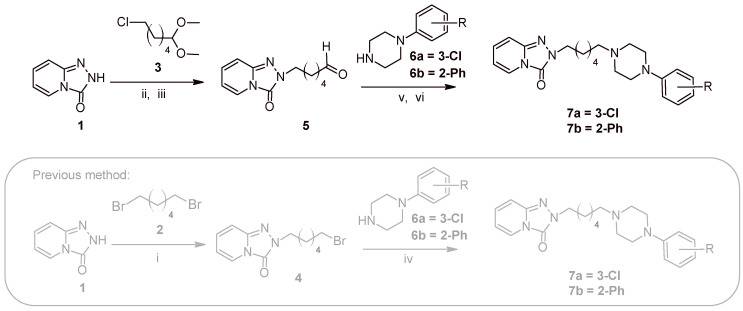 Cl
O
4
O
3
N
NH
N
O
1
ii, iii
N
N
N
O
4
H
O
5
HN
N
R
6a = 3-Cl
6b = 2-Ph
v, vi
N
N
N
O
4
N
N
R
7a = 3-Cl
7b = 2-Ph
Previous method:
Br
4
Br
2
N
NH
N
O
1
i
N
N
N
O
4
Br
4
HN
N
R
6a = 3-Cl
6b = 2-Ph
iv
N
N
N
O
4
N
N
R
7a = 3-Cl
7b = 2-Ph